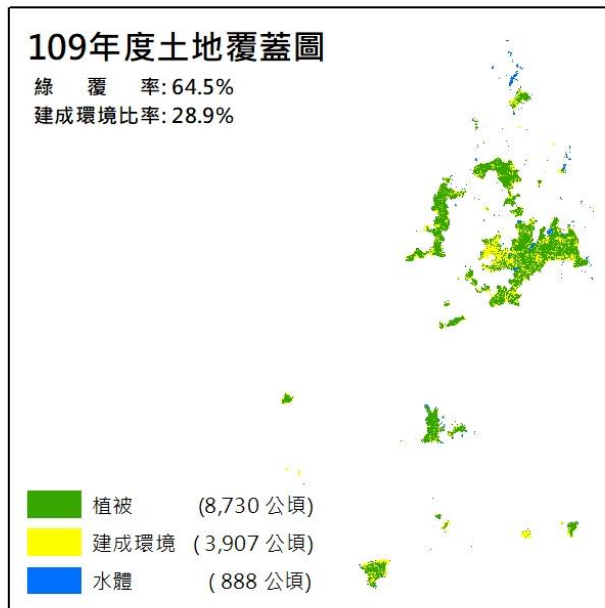 109年度土地覆蓋圖
綠 覆 率: 64.5%
建成環境比率: 28.9%
植被 (8,730 公頃)
建成環境 ( 3,907 公頃)
水體 ( 888 公頃)